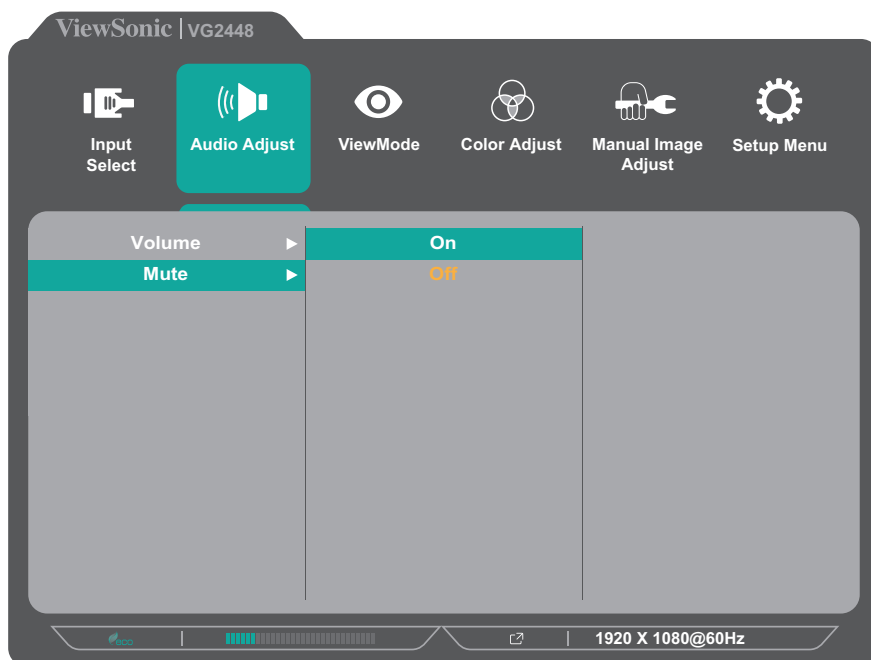 ViewSonic | VG2448
Input
Select
Audio Adjust
ViewMode
Color Adjust
Manual Image
Adjust
Setup Menu
Volume
On
Mute
Off
eco
1920 X 1080@60Hz